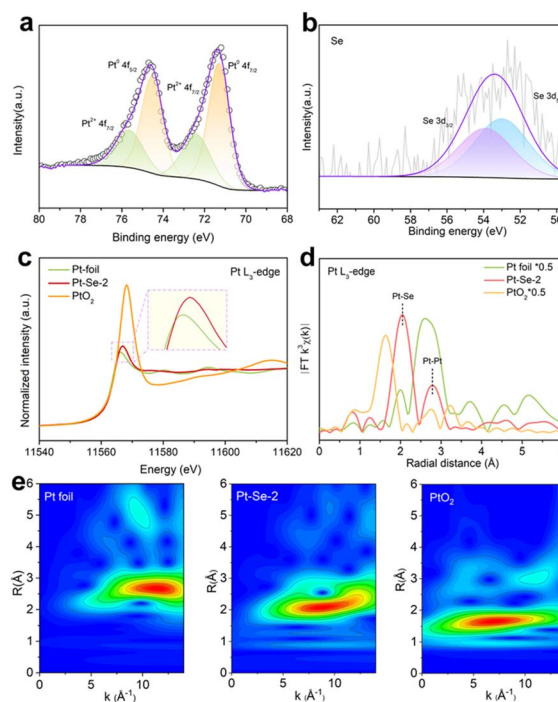 a
Pt⁰ 4f₅/₂
Pt²⁺ 4f₇/₂
Pt²⁺ 4f₇/₂
Pt⁰ 4f₇/₂
Intensity(a.u.)
80 78 76 74 72 70 68
Binding energy (eV)
b
Se
Se 3d₃/₂
Se 3d
Intensity(a.u.)
62 60 58 56 54 52
Binding energy (eV)
c
Pt-foil
Pt-Se-2
PtO₂
Pt L₃-edge
Normalized intensity (a.u.)
11540 11560 11580 11600 11620
Energy (eV)
d
Pt L₃-edge
Pt foil *0.5
Pt-Se-2
PtO₂*0.5
Pt-Se
Pt-Pt
|FT k³χ(k)|
0 1 2 3 4 5
Radial distance (Å)
e
Pt foil
R(Å)
6
5
4
3
2
1
0
0 5 10
k (Å⁻¹)
Pt-Se-2
R(Å)
6
5
4
3
2
1
0
0 5 10
k (Å⁻¹)
PtO₂
R(Å)
6
5
4
3
2
1
0
0 5 10
k (Å⁻¹)